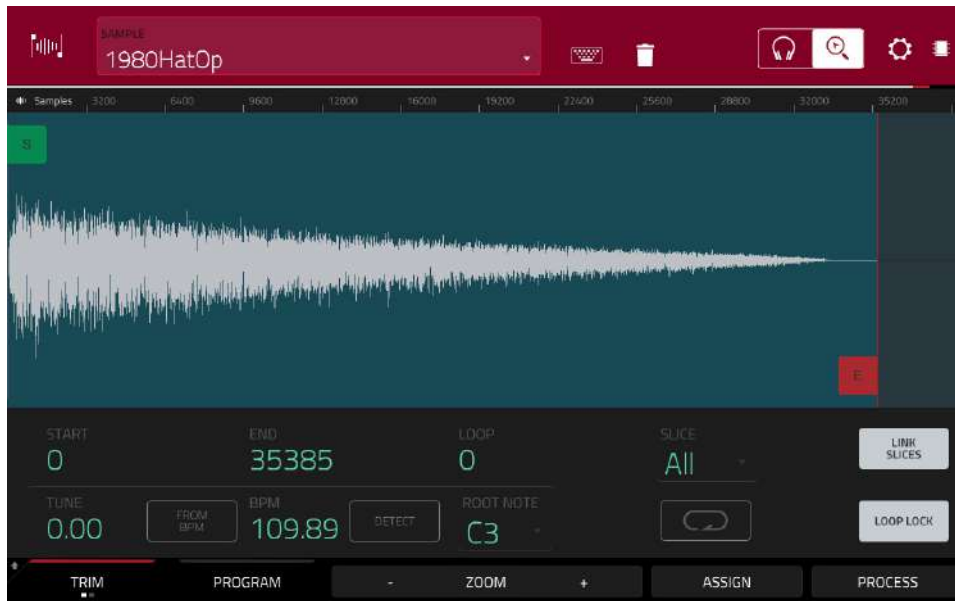 SAMPLE
1980HatOp
Samples 3200 6400 9600 12000 16000 19200 22400 25600 28800 32000 35200
S
E
START END LOOP SLICE
0 35385 0 All
LINK SLICES
TUNE BPM ROOT NOTE
0.00 FROM BPM 109.89 DETECT C3
LOOP LOCK
TRIM PROGRAM - ZOOM + ASSIGN PROCESS